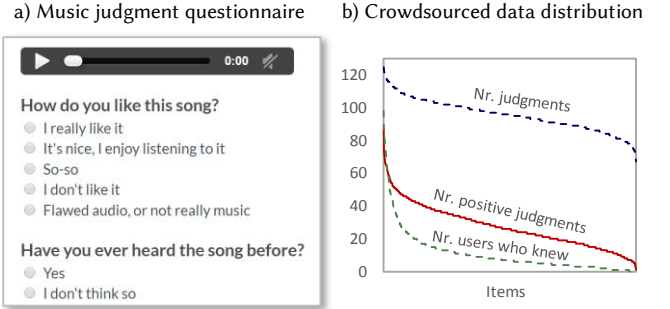 a) Music judgment questionnaire
0:00
How do you like this song?
I really like it
It's nice, I enjoy listening to it
So-so
I don't like it
Flawed audio, or not really music
Have you ever heard the song before?
Yes
I don't think so
b) Crowdsourced data distribution
120
100
80
60
40
20
0
Nr. judgments
Nr. positive judgments
Nr. users who knew
Items